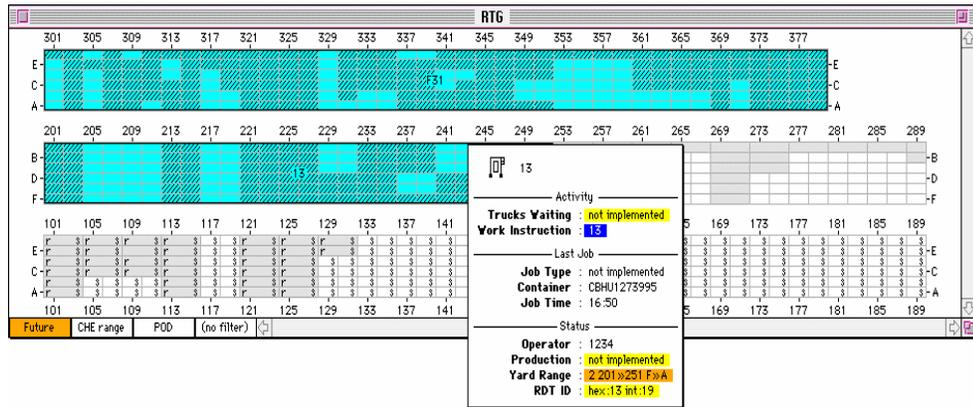 RTG
301 305 309 313 317 321 325 329 333 337 341 345 349 353 357 361 365 369 373 377
E E
C F31 C
A A
201 205 209 213 217 221 225 229 233 237 241 245 249 253 257 261 265 269 273 277 281 285 289
B B
D 13 D
F F
13
Activity
Trucks Waiting : not implemented
Work Instruction : 13
Last Job
Job Type : not implemented
Container : CBHU1273995
Job Time : 16:50
Status
Operator : 1234
Production : not implemented
Yard Range : 2 201»251 F»A
RDT ID : hex:13 int:19
101 105 109 113 117 121 125 129 133 137 141 165 169 173 177 181 185 189
E E
C C
A A
101 105 109 113 117 121 125 129 133 137 141 165 169 173 177 181 185 189
Future CHE range POD (no filter)